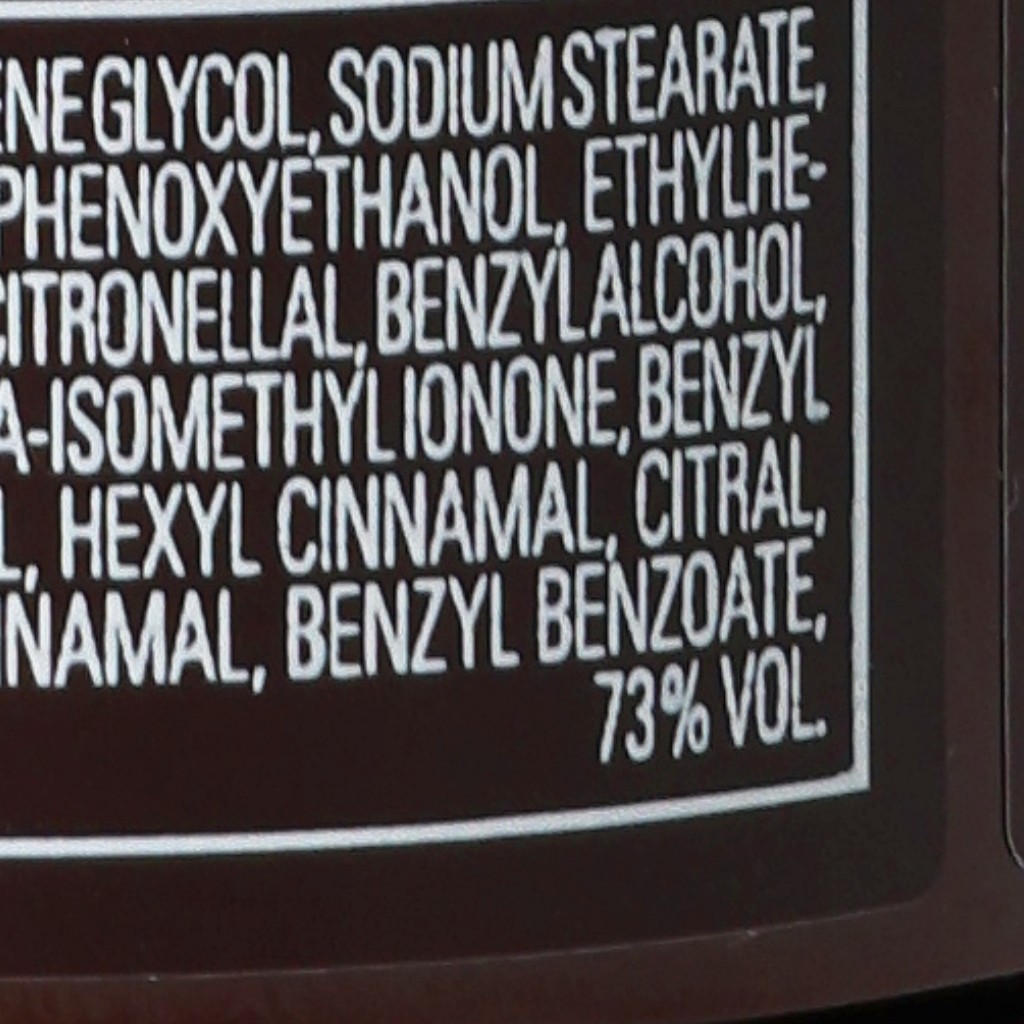 ENE GLYCOL, SODIUM STEARATE,
PHENOXYETHANOL, ETHYLHE-
CITRONELLAL, BENZYL ALCOHOL,
A-ISOMETHYL IONONE, BENZYL
L, HEXYL CINNAMAL, CITRAL,
NAMAL, BENZYL BENZOATE,
73% VOL.